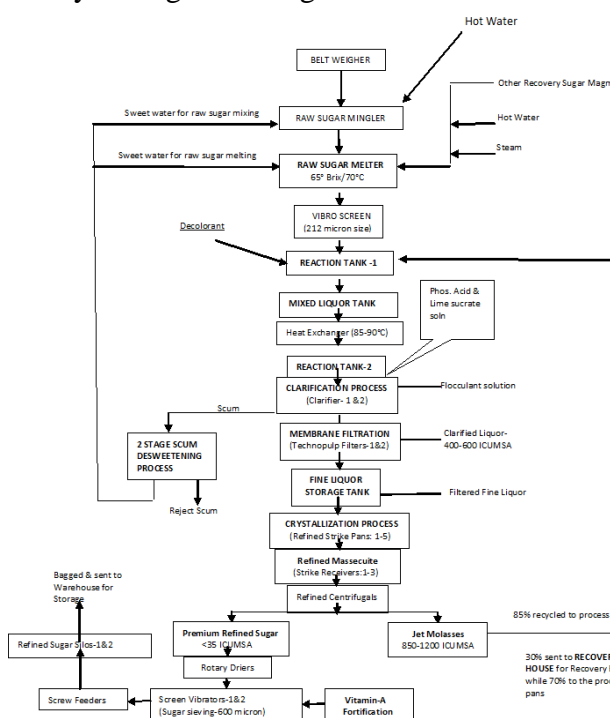 Hot Water
BELT WEIGHER
Other Recovery Sugar Magm
Sweet water for raw sugar mixing
RAW SUGAR MINGLER
Hot Water
Steam
Sweet water for raw sugar melting
RAW SUGAR MELTER
65° Brix/70°C
VIBRO SCREEN
(212 micron size)
Decolorant
REACTION TANK -1
MIXED LIQUOR TANK
Phos. Acid &
Lime sucrate
soln
Heat Exchanger (85-90°C)
REACTION TANK-2
CLARIFICATION PROCESS
(Clarifier- 1 &2)
Flocculant solution
Scum
2 STAGE SCUM
DESWEETENING
PROCESS
MEMBRANE FILTRATION
(Technopulp Filters-1&2)
Clarified Liquor-
400-600 ICUMSA
FINE LIQUOR
STORAGE TANK
Filtered Fine Liquor
Reject Scum
CRYSTALLIZATION PROCESS
(Refined Strike Pans: 1-5)
Refined Massecuite
(Strike Receivers:1-3)
Bagged & sent to
Warehouse for
Storage
Refined Centrifugals
85% recycled to process
Premium Refined Sugar
<35 ICUMSA
Jet Molasses
850-1200 ICUMSA
Refined Sugar Silos-1&2
Rotary Driers
30% sent to RECOVER
HOUSE for Recovery
while 70% to the pro
pans
Screw Feeders
Screen Vibrators-1&2
(Sugar sieving-600 micron)
Vitamin-A
Fortification